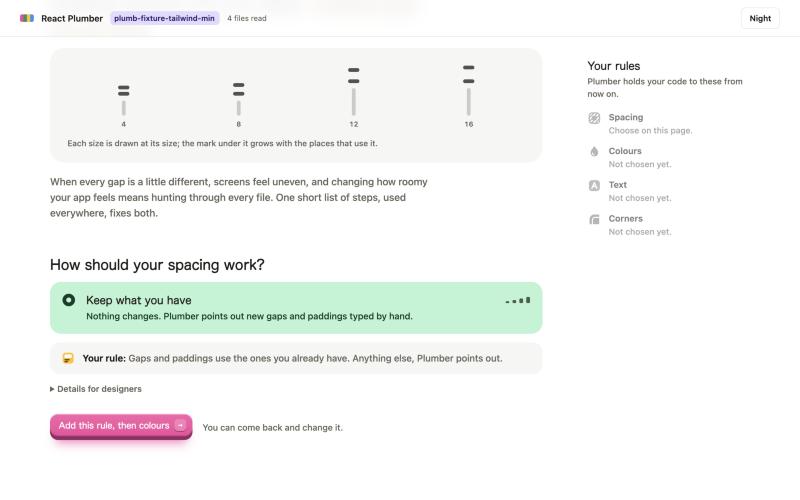 React Plumber
plumb-fixture-tailwind-min
4 files read
Night
4
8
12
16
Each size is drawn at its size; the mark under it grows with the places that use it.
When every gap is a little different, screens feel uneven, and changing how roomy
your app feels means hunting through every file. One short list of steps, used
everywhere, fixes both.
How should your spacing work?
Keep what you have
Nothing changes. Plumber points out new gaps and paddings typed by hand.
Your rule: Gaps and paddings use the ones you already have. Anything else, Plumber points out.
Details for designers
Add this rule, then colours
You can come back and change it.
Your rules
Plumber holds your code to these from
now on.
Spacing
Choose on this page.
Colours
Not chosen yet.
A
Text
Not chosen yet.
Corners
Not chosen yet.